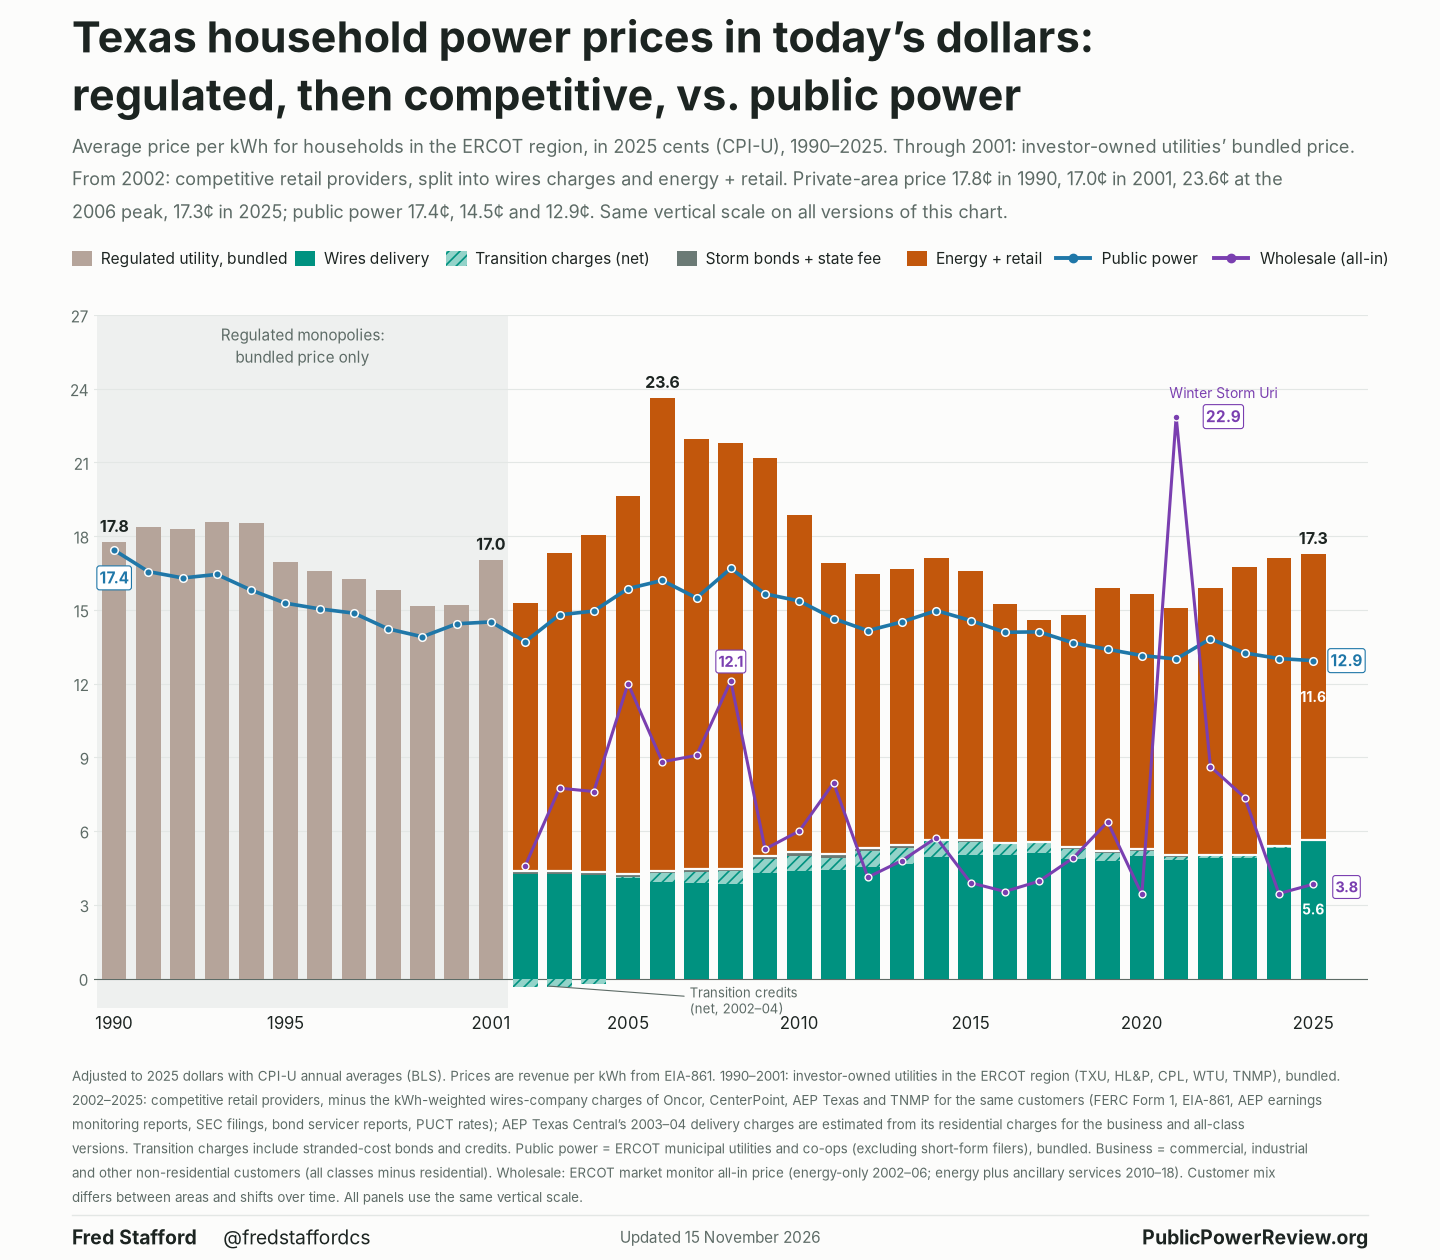 Texas household power prices in today’s dollars:
regulated, then competitive, vs. public power
Average price per kWh for households in the ERCOT region, in 2025 cents (CPI-U), 1990–2025. Through 2001: investor-owned utilities’ bundled price.
From 2002: competitive retail providers, split into wires charges and energy + retail. Private-area price 17.8¢ in 1990, 17.0¢ in 2001, 23.6¢ at the
2006 peak, 17.3¢ in 2025; public power 17.4¢, 14.5¢ and 12.9¢. Same vertical scale on all versions of this chart.
Regulated utility, bundled Wires delivery Transition charges (net) Storm bonds + state fee Energy + retail Public power Wholesale (all-in)
27
Regulated monopolies:
bundled price only
24
23.6
Winter Storm Uri
22.9
21
18
17.8
17.0
17.3
17.4
15
12.1
12.9
12
11.6
9
6
3.8
3
5.6
0
Transition credits
(net, 2002–04)
1990 1995 2001 2005 2010 2015 2020 2025
Adjusted to 2025 dollars with CPI-U annual averages (BLS). Prices are revenue per kWh from EIA-861. 1990–2001: investor-owned utilities in the ERCOT region (TXU, HL&P, CPL, WTU, TNMP), bundled.
2002–2025: competitive retail providers, minus the kWh-weighted wires-company charges of Oncor, CenterPoint, AEP Texas and TNMP for the same customers (FERC Form 1, EIA-861, AEP earnings
monitoring reports, SEC filings, bond servicer reports, PUCT rates); AEP Texas Central’s 2003–04 delivery charges are estimated from its residential charges for the business and all-class
versions. Transition charges include stranded-cost bonds and credits. Public power = ERCOT municipal utilities and co-ops (excluding short-form filers), bundled. Business = commercial, industrial
and other non-residential customers (all classes minus residential). Wholesale: ERCOT market monitor all-in price (energy-only 2002–06; energy plus ancillary services 2010–18). Customer mix
differs between areas and shifts over time. All panels use the same vertical scale.
Fred Stafford @fredstaffordcs Updated 15 November 2026 PublicPowerReview.org